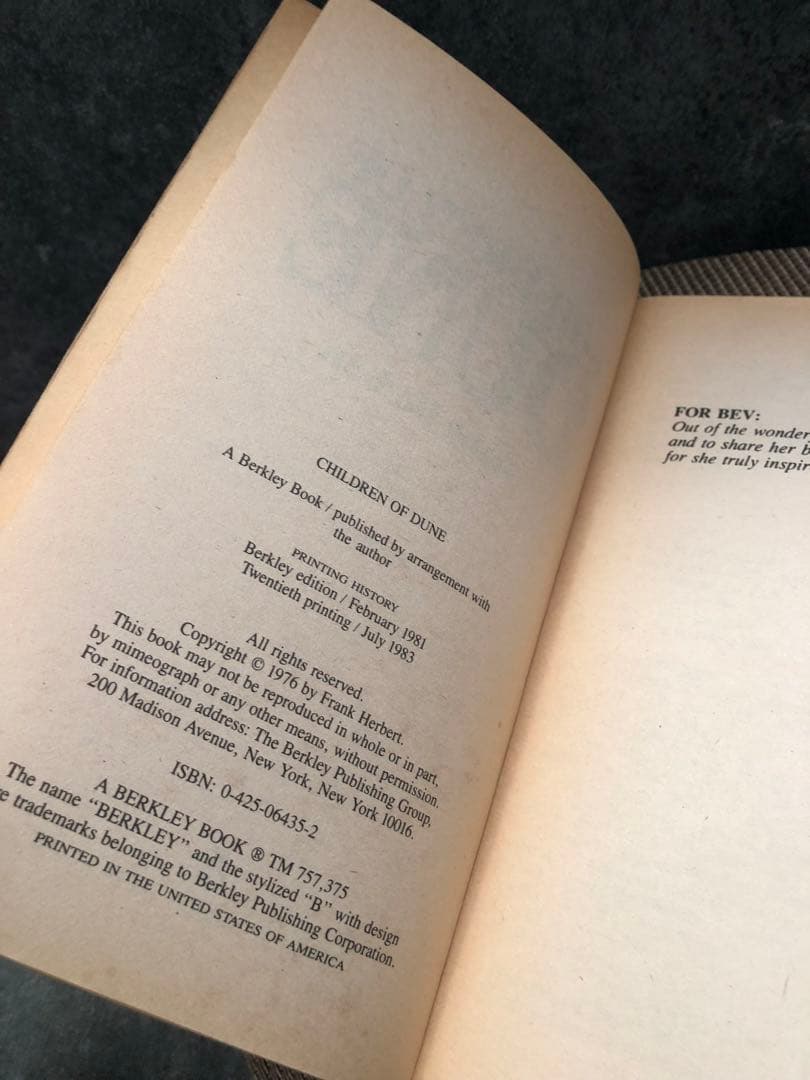 CHILDREN OF DUNE
A Berkley Book / published by arrangement with
the author
PRINTING HISTORY
Berkley edition / February 1981
Twentieth printing / July 1983
All rights reserved.
Copyright © 1976 by Frank Herbert.
This book may not be reproduced in whole or in part,
by mimeograph or any other means, without permission.
For information address: The Berkley Publishing Group,
200 Madison Avenue, New York, New York 10016.
ISBN: 0-425-06435-2
A BERKLEY BOOK ® TM 757,375
The name "BERKLEY" and the stylized "B" with design
trademarks belonging to Berkley Publishing Corporation.
PRINTED IN THE UNITED STATES OF AMERICA
FOR BEV:
Out of the wonder
and to share her b
for she truly inspir